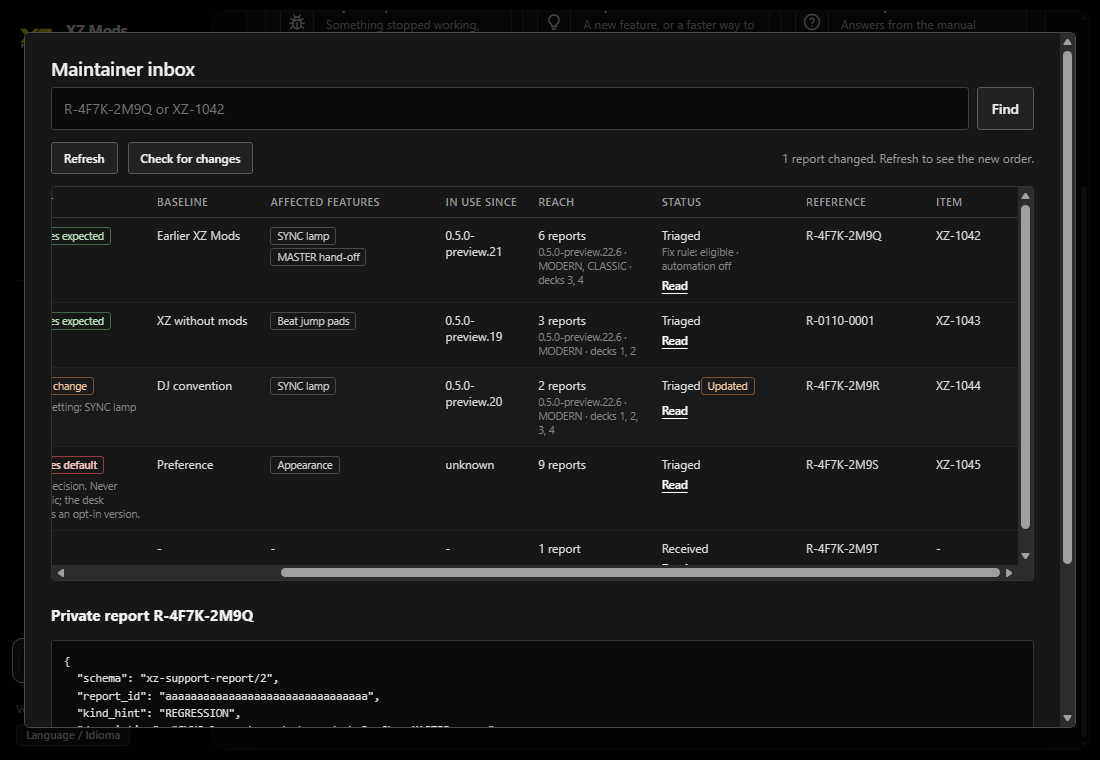 XZ Mods
Something stopped working,
A new feature, or a faster way to
Answers from the manual
Maintainer inbox
R-4F7K-2M9Q or XZ-1042
Find
Refresh
Check for changes
1 report changed. Refresh to see the new order.
BASELINE AFFECTED FEATURES IN USE SINCE REACH STATUS REFERENCE ITEM
es expected
Earlier XZ Mods
SYNC lamp
MASTER hand-off
0.5.0-
preview.21
6 reports
0.5.0-preview.22.6 ·
MODERN, CLASSIC ·
decks 3, 4
Triaged
Fix rule: eligible ·
automation off
Read
R-4F7K-2M9Q
XZ-1042
es expected
XZ without mods
Beat jump pads
0.5.0-
preview.19
3 reports
0.5.0-preview.22.6 ·
MODERN · decks 1, 2
Triaged
Read
R-0110-0001
XZ-1043
change
etting: SYNC lamp
DJ convention
SYNC lamp
0.5.0-
preview.20
2 reports
0.5.0-preview.22.6 ·
MODERN · decks 1, 2,
3, 4
Triaged Updated
Read
R-4F7K-2M9R
XZ-1044
es default
ecision. Never
ic; the desk
s an opt-in version.
Preference
Appearance
unknown
9 reports
Triaged
Read
R-4F7K-2M9S
XZ-1045
-
-
-
1 report
Received
R-4F7K-2M9T
-
Private report R-4F7K-2M9Q
{
"schema": "xz-support-report/2",
"report_id": "aaaaaaaaaaaaaaaaaaaaaaaaaaaaaaaa",
"kind_hint": "REGRESSION",
Language / Idioma